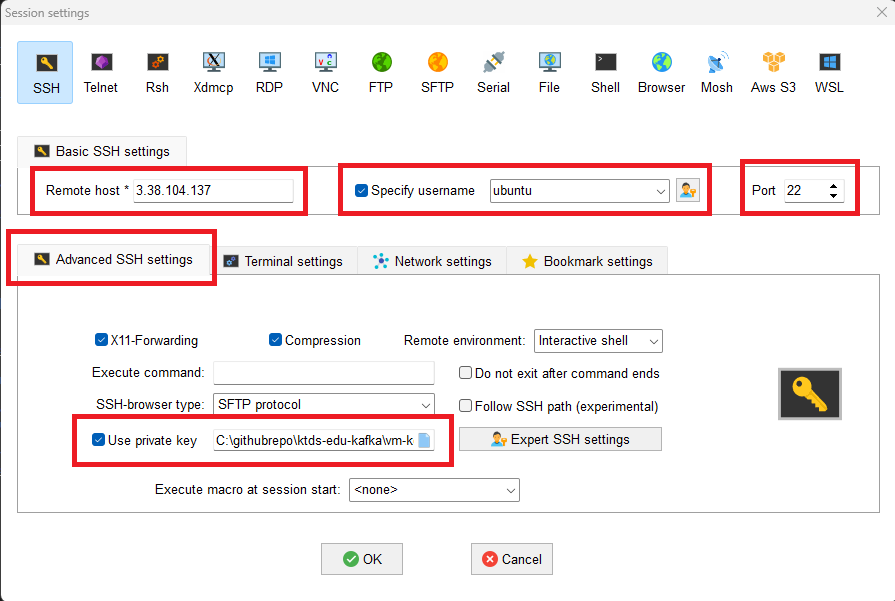 Session settings
SSH Telnet Rsh Xdmcp RDP VNC FTP SFTP Serial File Shell Browser Mosh Aws S3 WSL
Basic SSH settings
Remote host * 3.38.104.137 Specify username ubuntu Port 22
Advanced SSH settings Terminal settings Network settings Bookmark settings
X11-Forwarding Compression Remote environment: Interactive shell
Execute command: Do not exit after command ends
SSH-browser type: SFTP protocol Follow SSH path (experimental)
Use private key C:\githubrepo\ktds-edu-kafka\vm-k Expert SSH settings
Execute macro at session start: <none>
OK Cancel